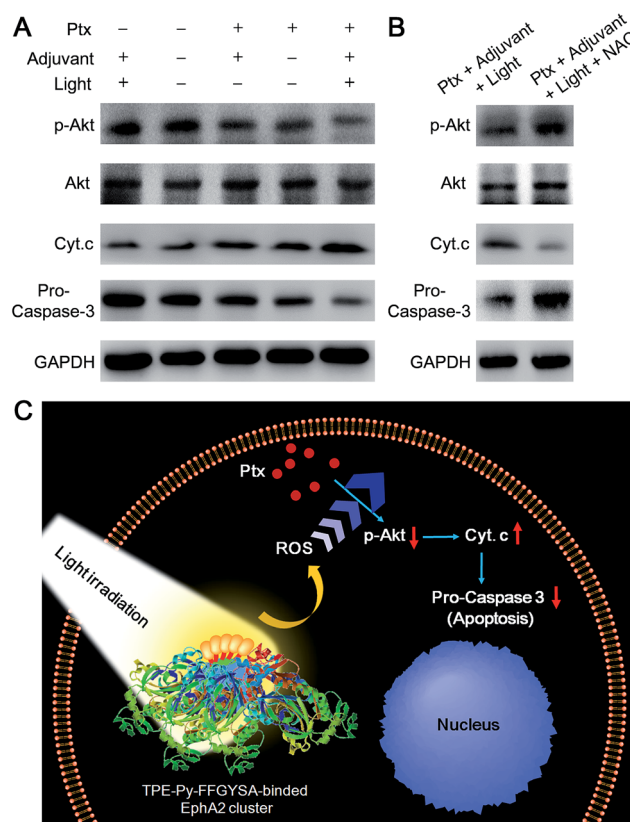 A
Ptx – – + + +
Adjuvant + – + – +
Light + – – – +
p-Akt
Akt
Cyt.c
Pro-
Caspase-3
GAPDH
B
Ptx + Adjuvant
+ Light
Ptx + Adjuvant
+ Light + NAC
p-Akt
Akt
Cyt.c
Pro-
Caspase-3
GAPDH
C
Ptx
ROS
p-Akt
Cyt. c
Pro-Caspase 3
(Apoptosis)
Light irradiation
Nucleus
TPE-Py-FFGYSA-binded
EphA2 cluster